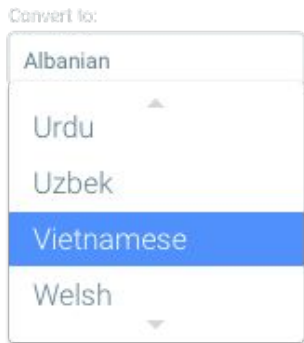 Convert to:
Albanian
Urdu
Uzbek
Vietnamese
Welsh